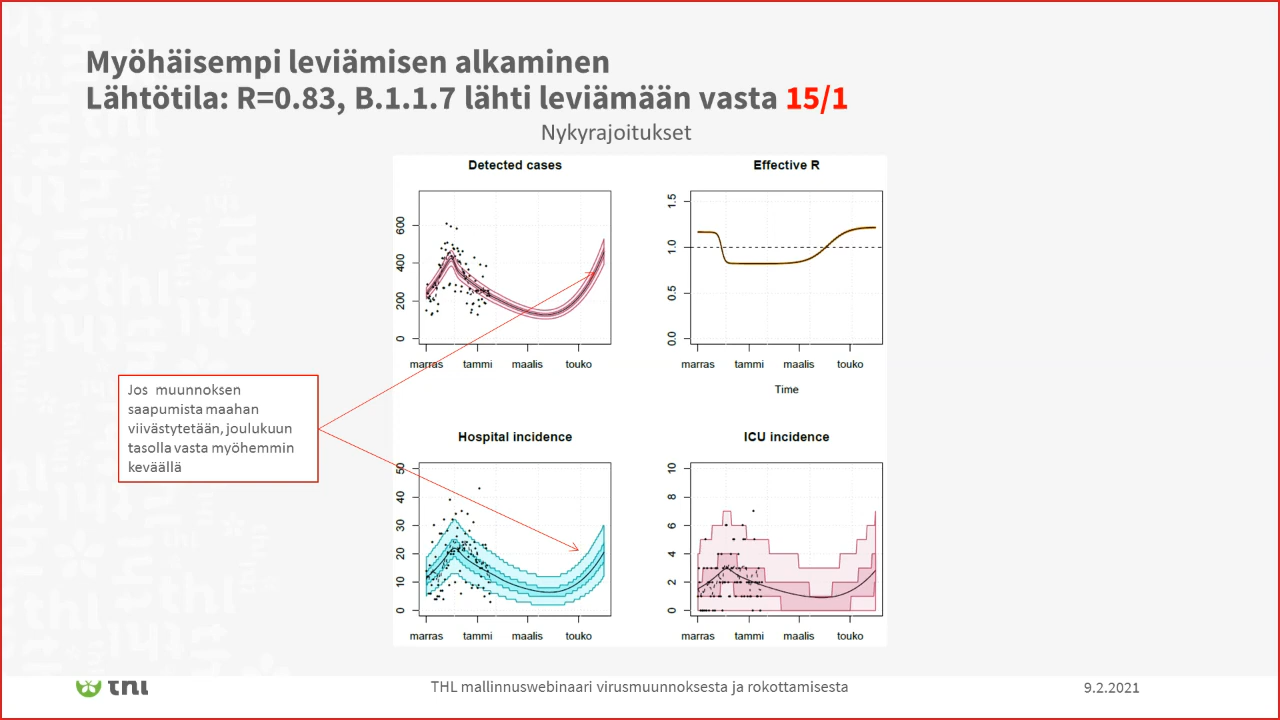 Myöhäisempi leviämisen alkaminen
Lähtötila: R=0.83, B.1.1.7 lähti leviämään vasta 15/1
Nykyrajoitukset
Detected cases
600
400
200
0
marras tammi maalis touko
Effective R
1.5
1.0
0.5
0.0
marras tammi maalis touko
Time
Jos muunnoksen
saapumista maahan
viivästytetään, joulukuun
tasolla vasta myöhemmin
keväällä
Hospital incidence
50
40
30
20
10
0
marras tammi maalis touko
ICU incidence
10
8
6
4
2
0
marras tammi maalis touko
thl
THL mallinnuswebinaari virusmuunnoksesta ja rokottamisesta
9.2.2021